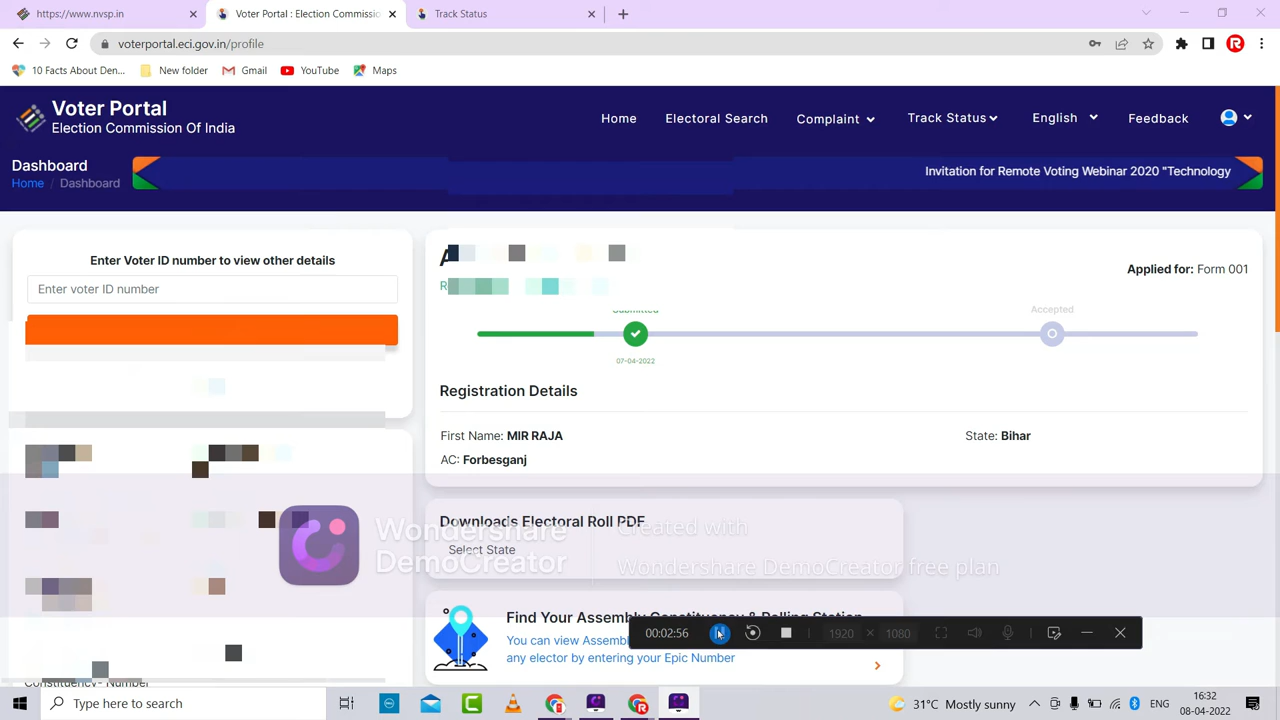 https://www.nvsp.in
Voter Portal : Election Commissio
Track Status
voterportal.eci.gov.in/profile
10 Facts About Den...
New folder
Gmail
YouTube
Maps
Voter Portal
Election Commission Of India
Home
Electoral Search
Complaint
Track Status
English
Feedback
Dashboard
Home / Dashboard
Invitation for Remote Voting Webinar 2020 "Technology
Enter Voter ID number to view other details
Enter voter ID number
Applied for: Form 001
Submitted
Accepted
07-04-2022
Registration Details
First Name: MIR RAJA
State: Bihar
AC: Forbesganj
Downloads Electoral Roll PDF
Select State
Wondershare
DemoCreator
Created with
Wondershare DemoCreator free plan
Find Your Assembly Constituency & Polling Station
You can view Assembl
any elector by entering your Epic Number
00:02:56
1920 × 1080
Constituency- Number
Type here to search
31°C Mostly sunny
ENG
16:32
08-04-2022